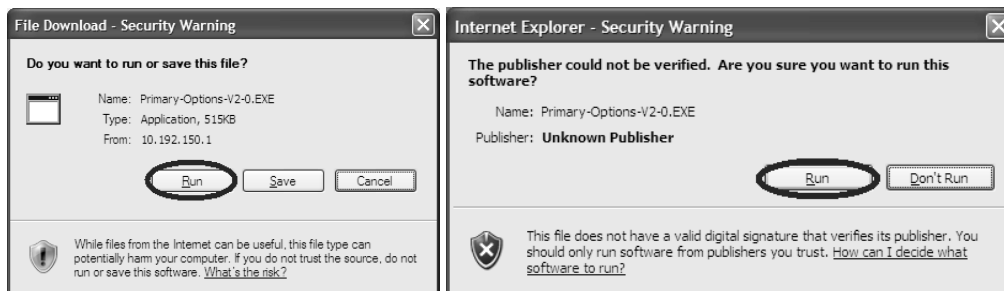 File Download - Security Warning
Do you want to run or save this file?
Name: Primary-Options-V2-0.EXE
Type: Application, 515KB
From: 10.192.150.1
Run Save Cancel
While files from the Internet can be useful, this file type can
potentially harm your computer. If you do not trust the source, do not
run or save this software. What's the risk?
Internet Explorer - Security Warning
The publisher could not be verified. Are you sure you want to run this
software?
Name: Primary-Options-V2-0.EXE
Publisher: Unknown Publisher
Run Don't Run
This file does not have a valid digital signature that verifies its publisher. You
should only run software from publishers you trust. How can I decide what
software to run?